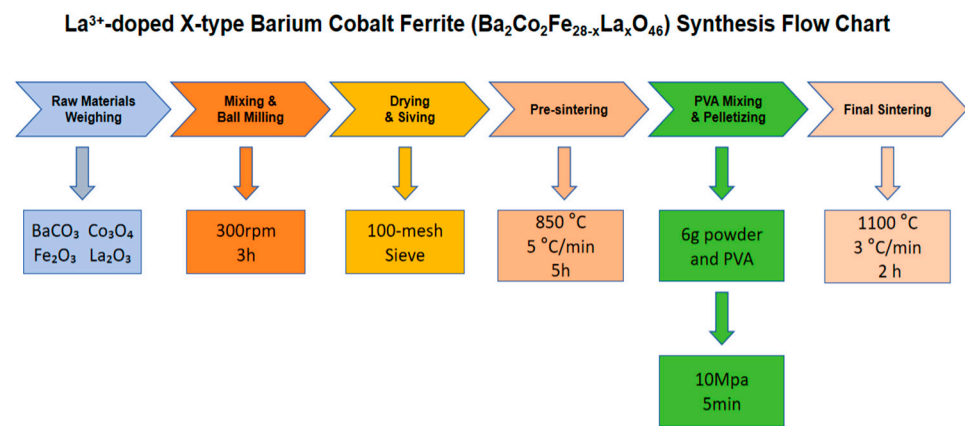 La³⁺-doped X-type Barium Cobalt Ferrite (Ba₂Co₂Fe₂₈₋ₓLaₓO₄₆) Synthesis Flow Chart
Raw Materials
Weighing
Mixing &
Ball Milling
Drying
& Siving
Pre-sintering
PVA Mixing
& Pelletizing
Final Sintering
BaCO₃ Co₃O₄
Fe₂O₃ La₂O₃
300rpm
3h
100-mesh
Sieve
850 °C
5 °C/min
5h
6g powder
and PVA
1100 °C
3 °C/min
2 h
10Mpa
5min